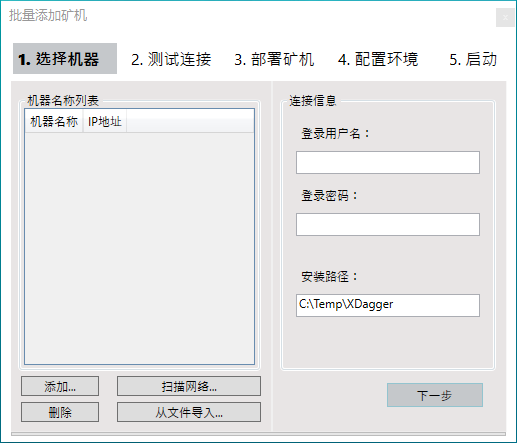 批量添加矿机
1. 选择机器 2. 测试连接 3. 部署矿机 4. 配置环境 5. 启动
机器名称列表
机器名称 IP地址
添加... 扫描网络...
删除 从文件导入...
连接信息
登录用户名：
登录密码：
安装路径：
C:\Temp\XDagger
下一步